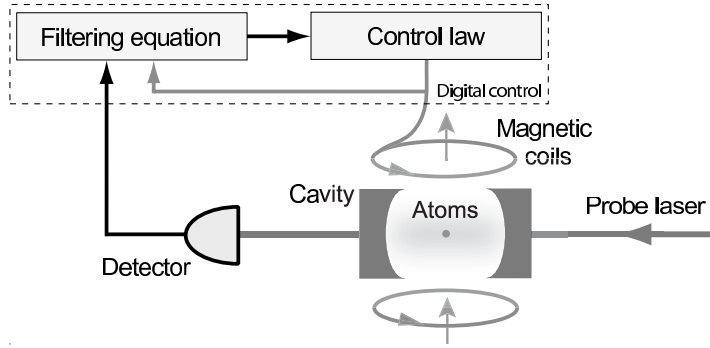 Filtering equation
Control law
Digital control
Magnetic
coils
Cavity
Atoms
Probe laser
Detector